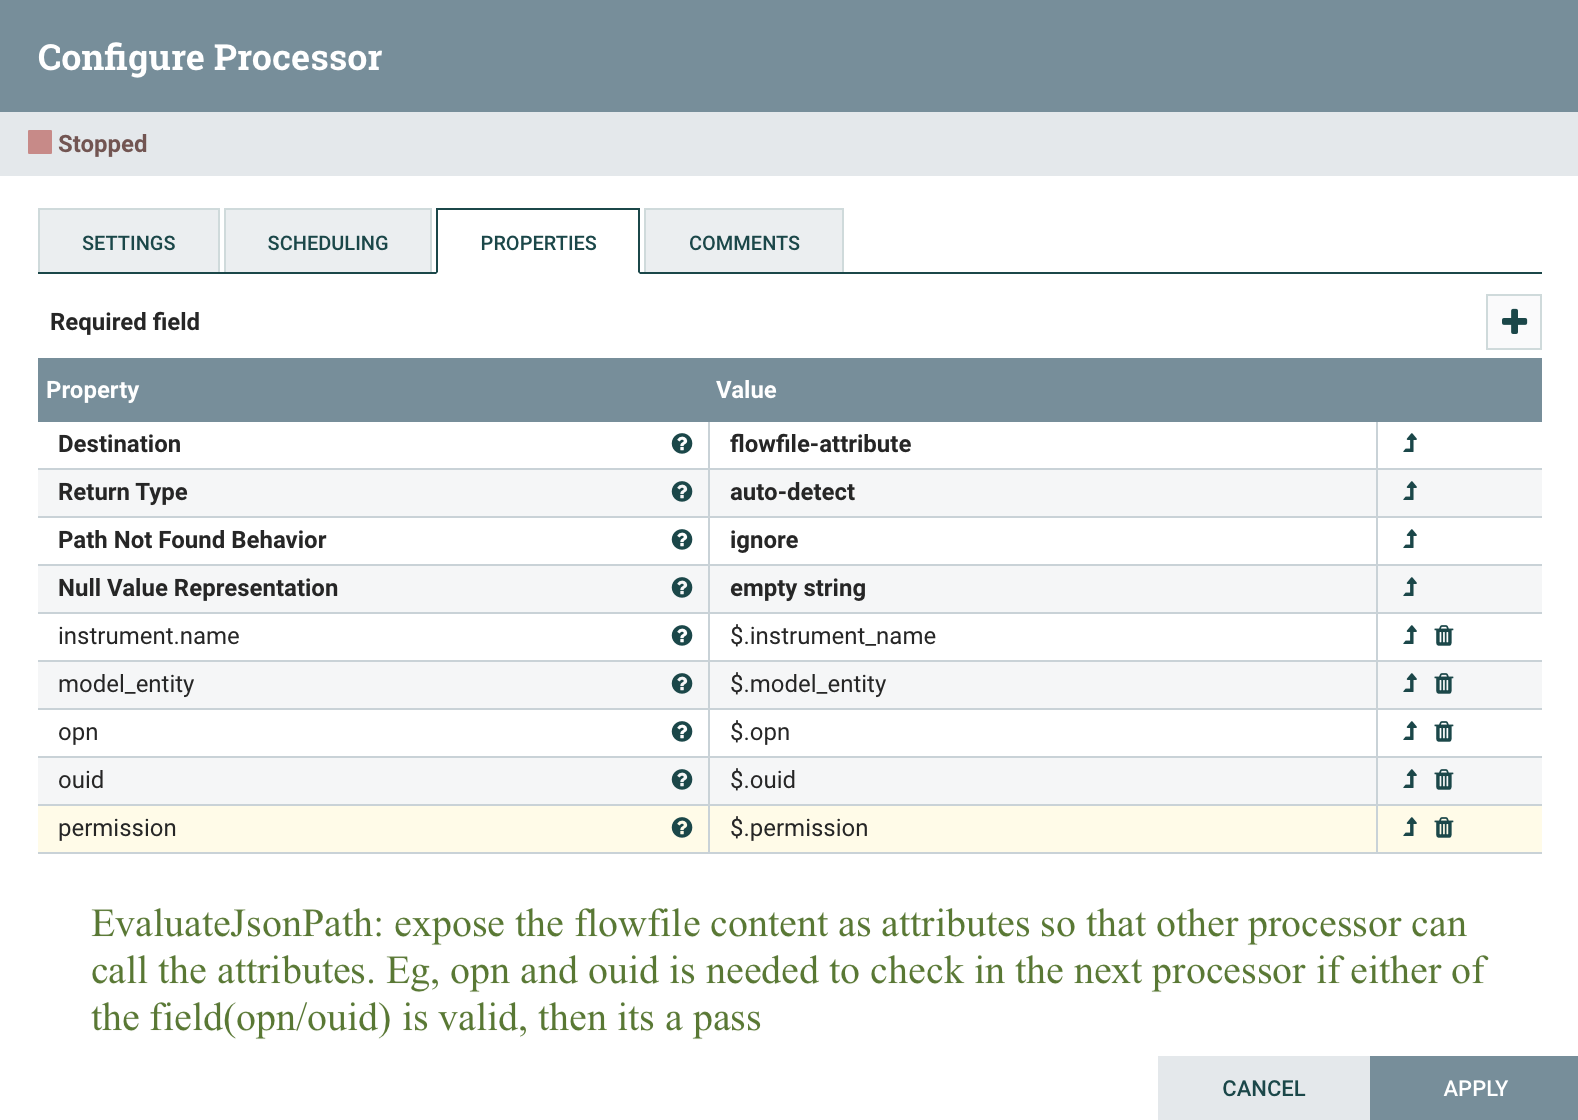 Configure Processor
Stopped
SETTINGS SCHEDULING PROPERTIES COMMENTS
Required field
Property Value
Destination flowfile-attribute
Return Type auto-detect
Path Not Found Behavior ignore
Null Value Representation empty string
instrument.name $.instrument_name
model_entity $.model_entity
opn $.opn
ouid $.ouid
permission $.permission
EvaluateJsonPath: expose the flowfile content as attributes so that other processor can
call the attributes. Eg, opn and ouid is needed to check in the next processor if either of
the field(opn/ouid) is valid, then its a pass
CANCEL APPLY